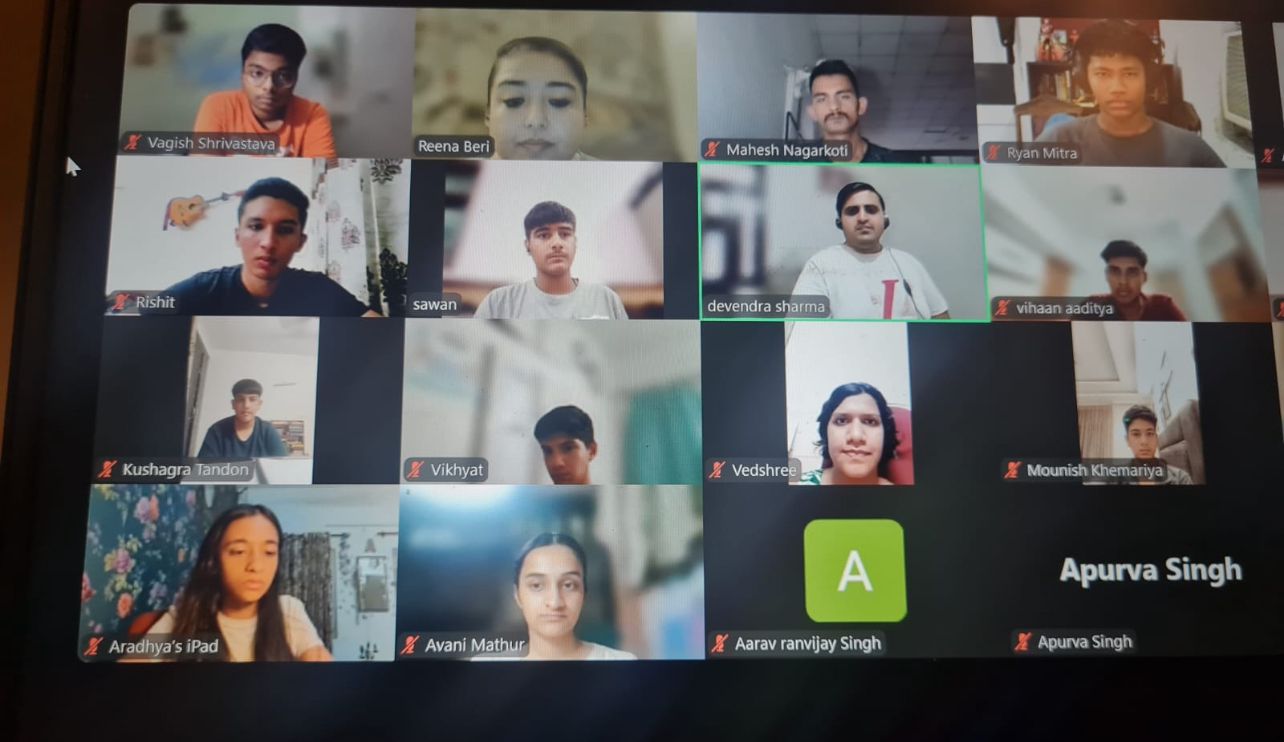 Vagish Shrivastava
Reena Beri
Mahesh Nagarkoti
Ryan Mitra
Rishit
sawan
devendra sharma
vihaan aaditya
Kushagra Tandon
Vikhyat
Vedshree
Mounish Khemariya
Aradhya's iPad
Avani Mathur
A
Aarav ranvijay Singh
Apurva Singh
Apurva Singh